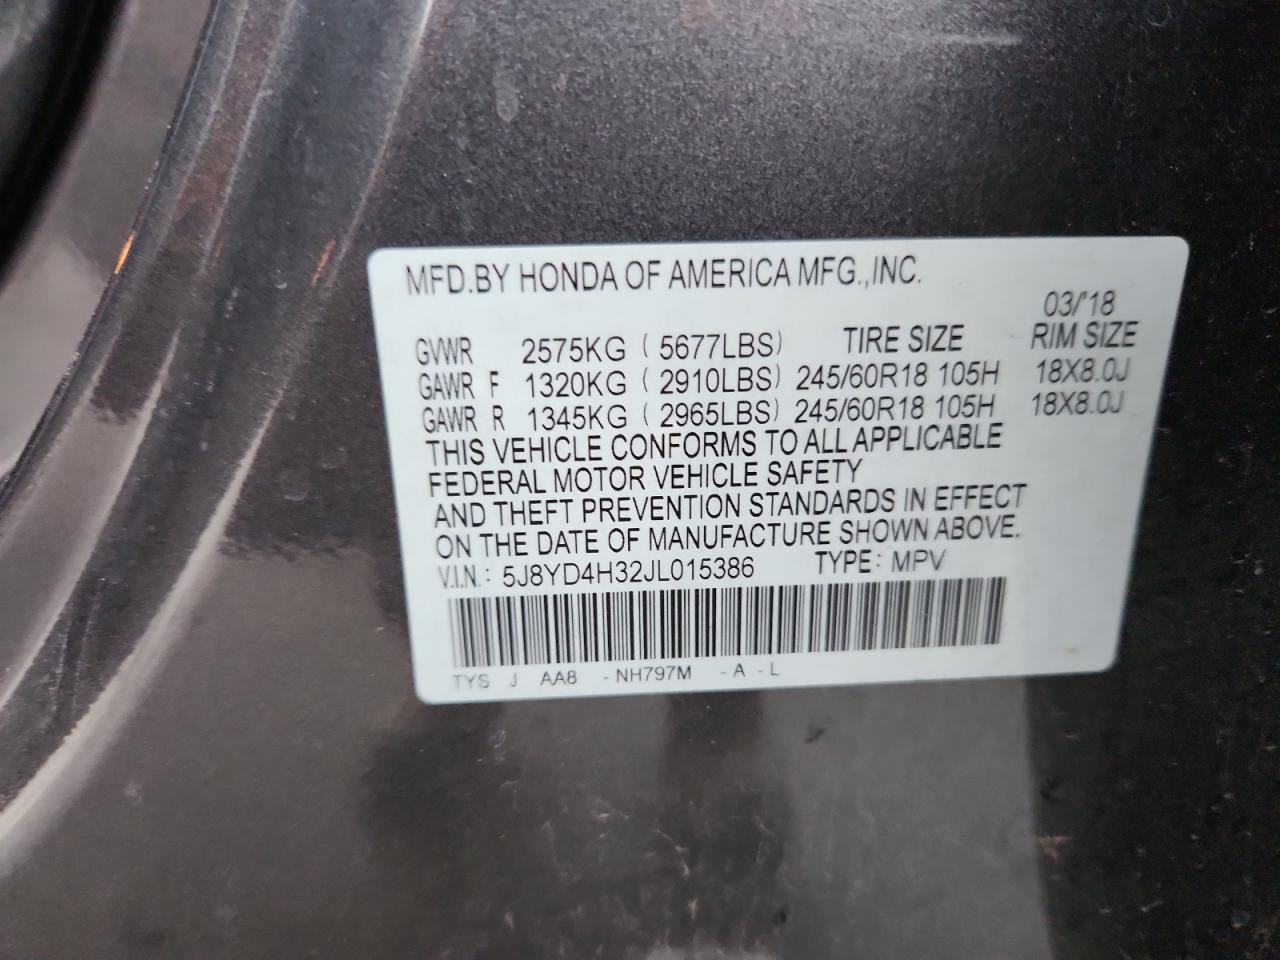 MFD.BY HONDA OF AMERICA MFG.,INC.
03/'18
GVWR 2575KG ( 5677LBS) TIRE SIZE RIM SIZE
GAWR F 1320KG ( 2910LBS) 245/60R18 105H 18X8.0J
GAWR R 1345KG ( 2965LBS) 245/60R18 105H 18X8.0J
THIS VEHICLE CONFORMS TO ALL APPLICABLE
FEDERAL MOTOR VEHICLE SAFETY
AND THEFT PREVENTION STANDARDS IN EFFECT
ON THE DATE OF MANUFACTURE SHOWN ABOVE.
V.I.N.: 5J8YD4H32JL015386 TYPE: MPV
TYS J AA8 - NH797M - A - L